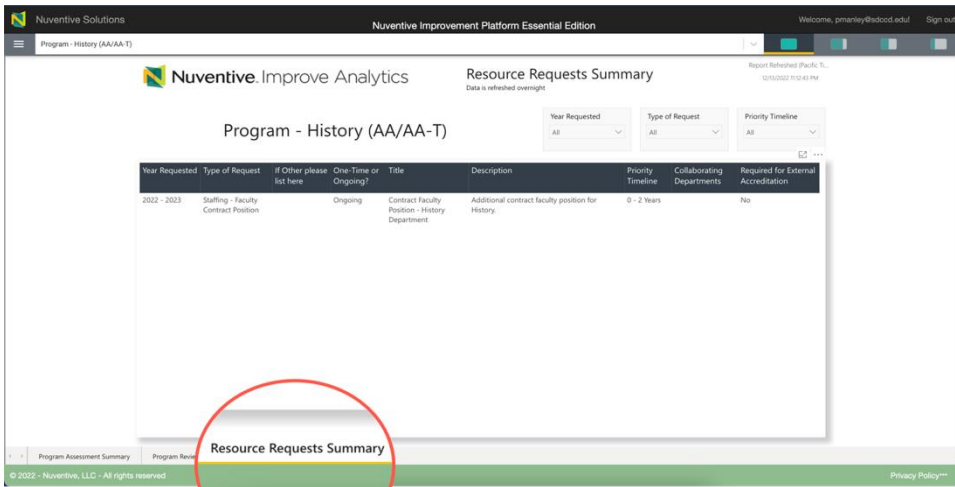 Nuventive Solutions
Nuventive Improvement Platform Essential Edition
Welcome, pmanley@sdccd.edu!
Sign out
Program - History (AA/AA-T)
Nuventive. Improve Analytics
Resource Requests Summary
Data is refreshed overnight
Report Refreshed (Pacific Ti...
12/13/2022 11:12:43 PM
Program - History (AA/AA-T)
Year Requested
All
Type of Request
All
Priority Timeline
All
Year Requested Type of Request If Other please list here One-Time or Ongoing? Title Description Priority Timeline Collaborating Departments Required for External Accreditation
2022 - 2023 Staffing - Faculty Contract Position Ongoing Contract Faculty Position - History Department Additional contract faculty position for History. 0 - 2 Years No
Program Assessment Summary
Program Revie
Resource Requests Summary
© 2022 - Nuventive, LLC - All rights reserved
Privacy Policy